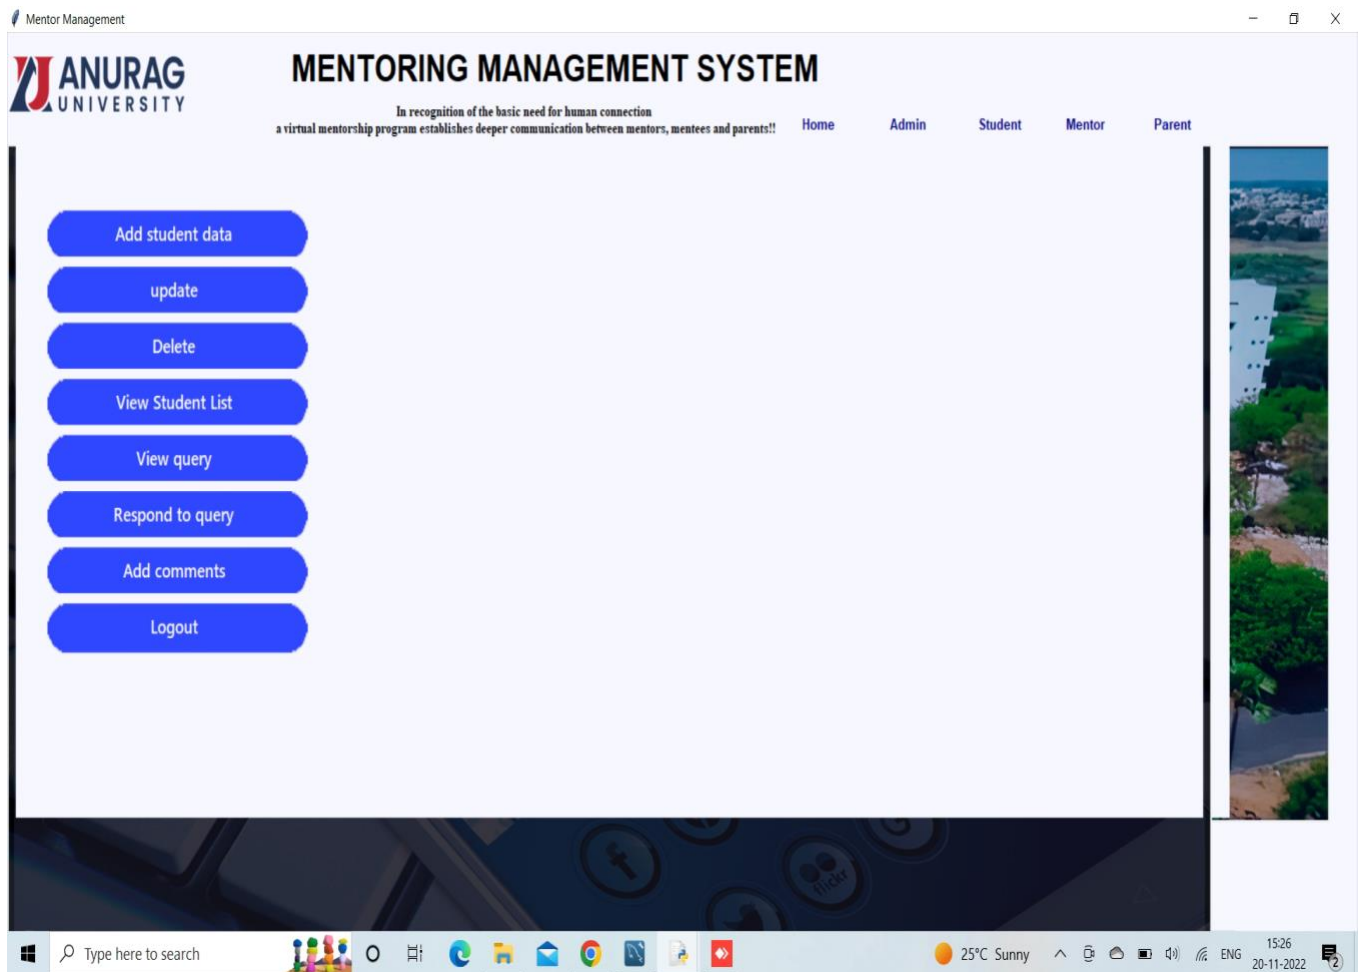 Mentor Management
ANURAG
UNIVERSITY
MENTORING MANAGEMENT SYSTEM
In recognition of the basic need for human connection
a virtual mentorship program establishes deeper communication between mentors, mentees and parents!!
Home Admin Student Mentor Parent
Add student data
update
Delete
View Student List
View query
Respond to query
Add comments
Logout
flickr
Type here to search
25°C Sunny
ENG
15:26
20-11-2022
2